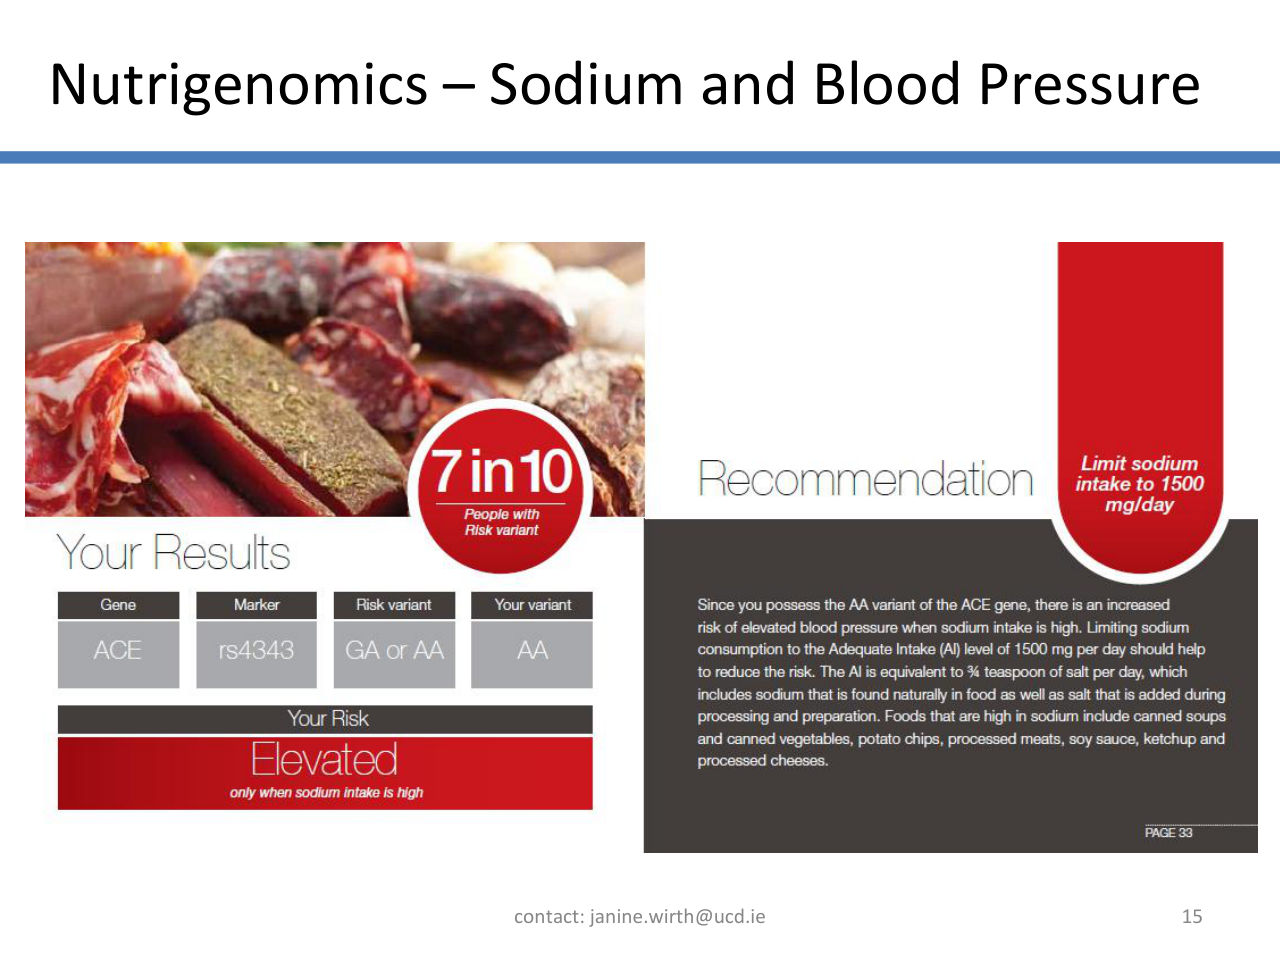 Nutrigenomics – Sodium and Blood Pressure
7 in 10
People with
Risk variant
Your Results
Gene Marker Risk variant Your variant
ACE rs4343 GA or AA AA
Your Risk
Elevated
only when sodium intake is high
Recommendation
Limit sodium
intake to 1500
mg/day
Since you possess the AA variant of the ACE gene, there is an increased
risk of elevated blood pressure when sodium intake is high. Limiting sodium
consumption to the Adequate Intake (AI) level of 1500 mg per day should help
to reduce the risk. The AI is equivalent to ¾ teaspoon of salt per day, which
includes sodium that is found naturally in food as well as salt that is added during
processing and preparation. Foods that are high in sodium include canned soups
and canned vegetables, potato chips, processed meats, soy sauce, ketchup and
processed cheeses.
PAGE 33
contact: janine.wirth@ucd.ie
15